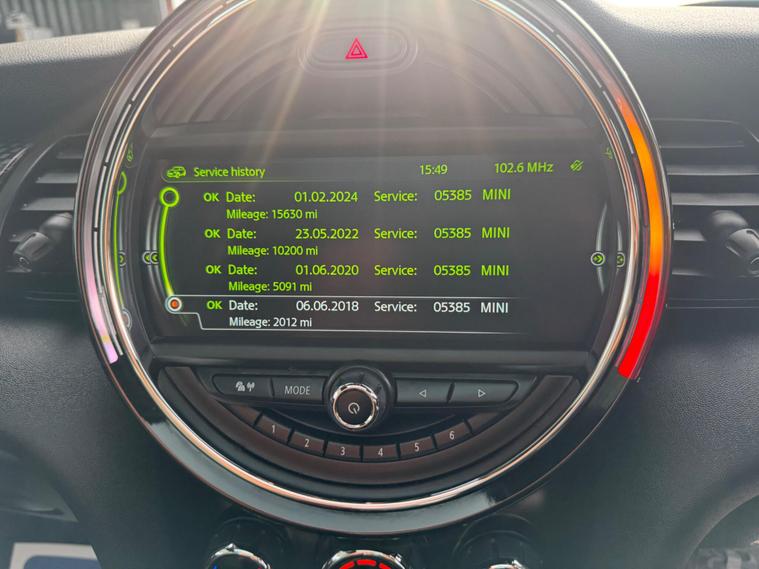 Service history 15:49 102.6 MHz
OK Date: 01.02.2024 Service: 05385 MINI
Mileage: 15630 mi
OK Date: 23.05.2022 Service: 05385 MINI
Mileage: 10200 mi
OK Date: 01.06.2020 Service: 05385 MINI
Mileage: 5091 mi
OK Date: 06.06.2018 Service: 05385 MINI
Mileage: 2012 mi
MODE
1 2 3 4 5 6